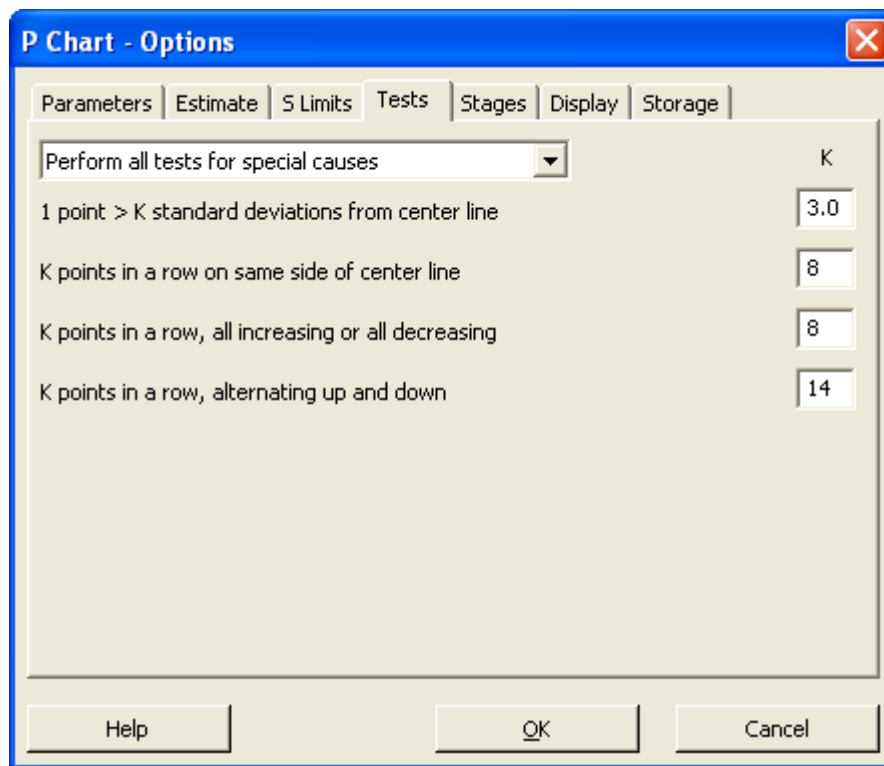 P Chart - Options
Parameters Estimate S Limits Tests Stages Display Storage
Perform all tests for special causes K
1 point > K standard deviations from center line 3.0
K points in a row on same side of center line 8
K points in a row, all increasing or all decreasing 8
K points in a row, alternating up and down 14
Help OK Cancel